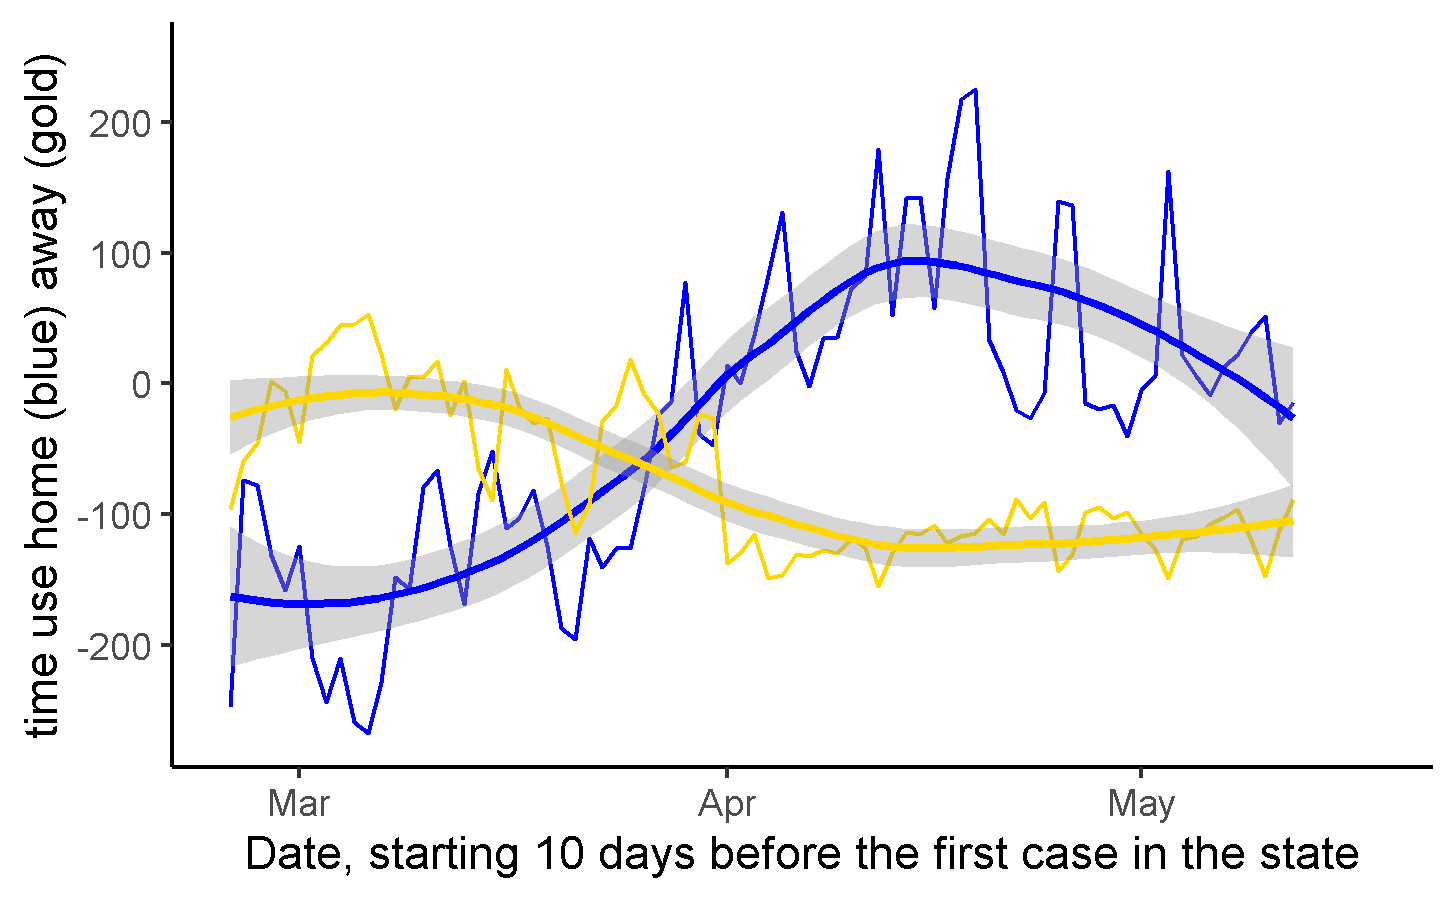 time use home (blue) away (gold)
200
100
0
-100
-200
Mar
Apr
May
Date, starting 10 days before the first case in the state